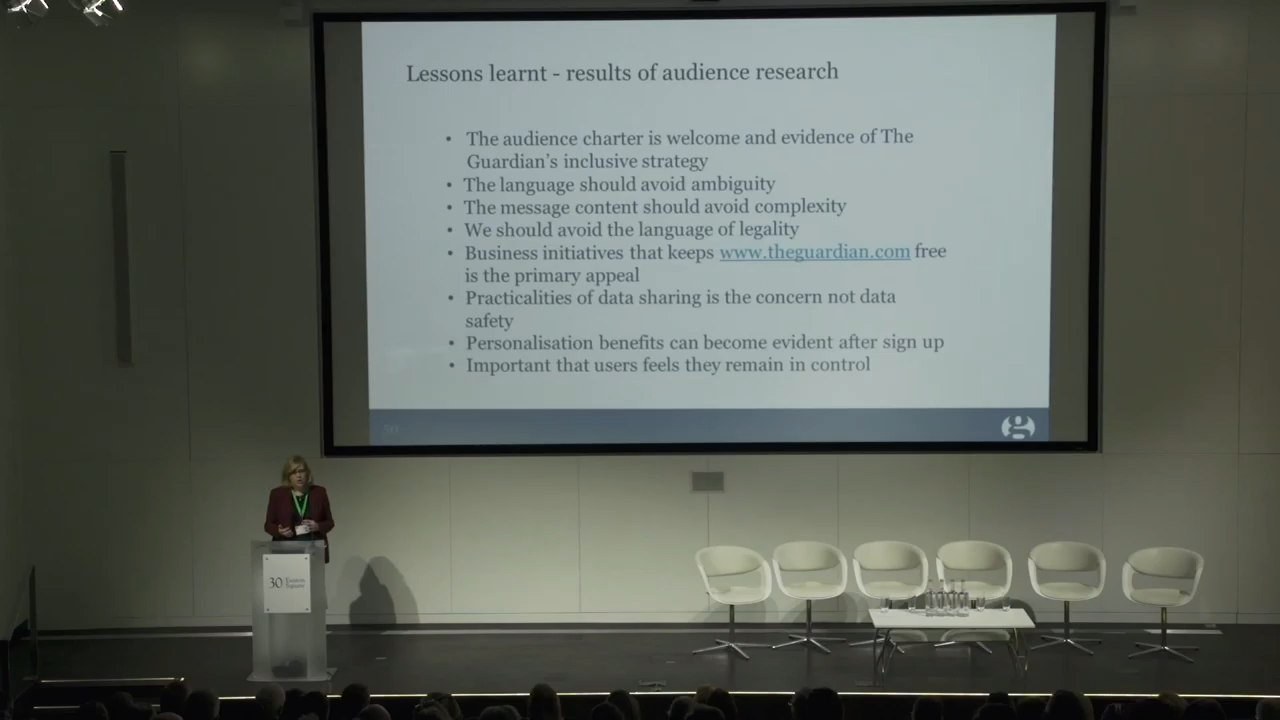 Lessons learnt - results of audience research
• The audience charter is welcome and evidence of The
Guardian's inclusive strategy
• The language should avoid ambiguity
• The message content should avoid complexity
• We should avoid the language of legality
• Business initiatives that keeps www.theguardian.com free
is the primary appeal
• Practicalities of data sharing is the concern not data
safety
• Personalisation benefits can become evident after sign up
• Important that users feels they remain in control
g
30 Euston
Square